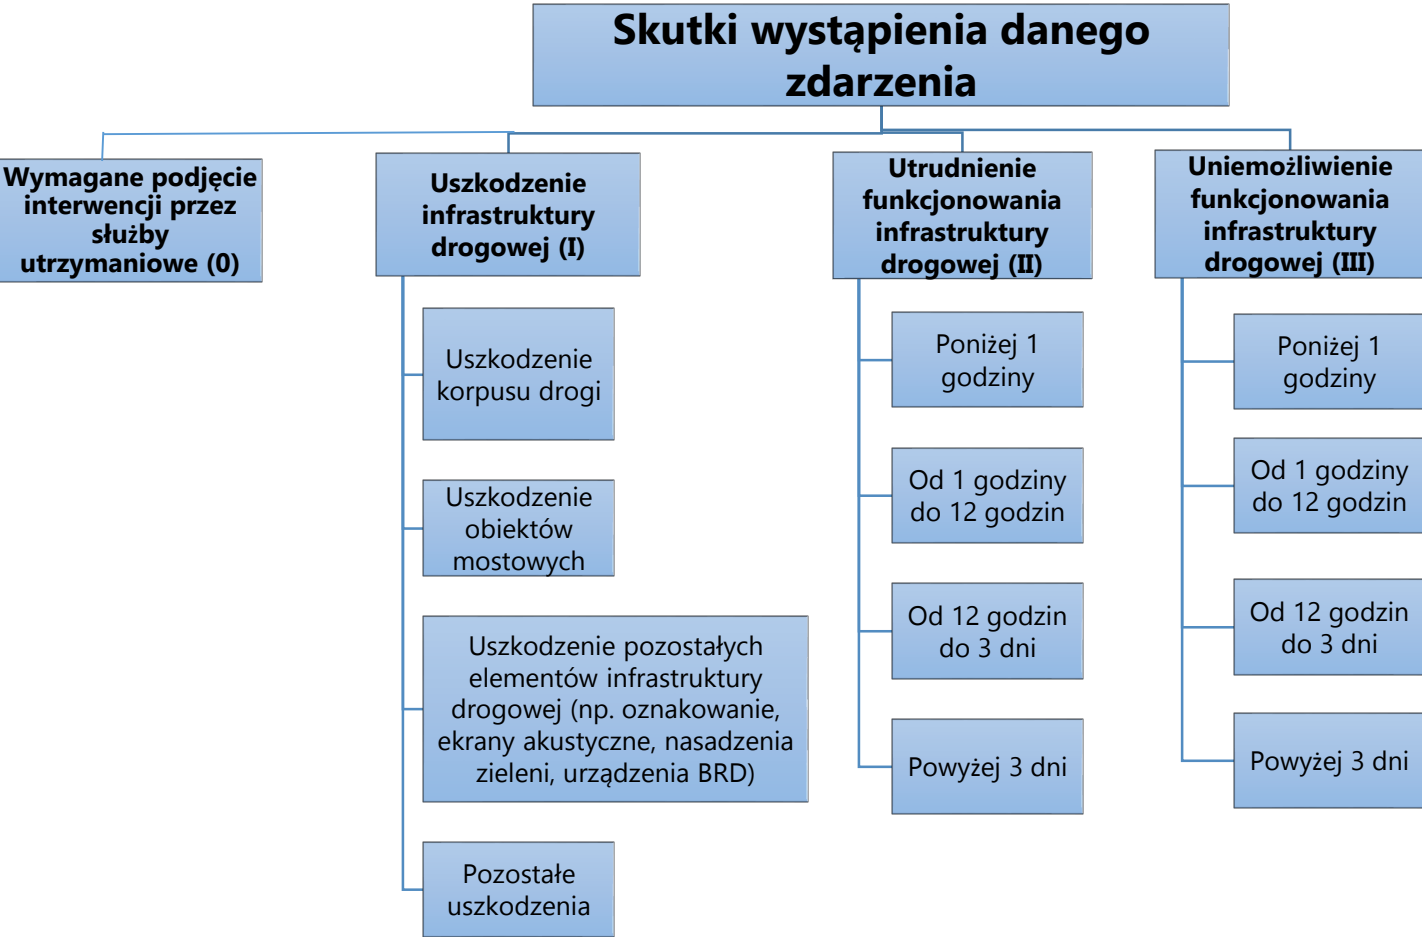 Skutki wystąpienia danego
zdarzenia
Wymagane podjęcie
interwencji przez
służby
utrzymaniowe (0)
Uszkodzenie
infrastruktury
drogowej (I)
Uszkodzenie
korpusu drogi
Uszkodzenie
obiektów
mostowych
Uszkodzenie pozostałych
elementów infrastruktury
drogowej (np. oznakowanie,
ekrany akustyczne, nasadzenia
zieleni, urządzenia BRD)
Pozostałe
uszkodzenia
Utrudnienie
funkcjonowania
infrastruktury
drogowej (II)
Poniżej 1
godziny
Od 1 godziny
do 12 godzin
Od 12 godzin
do 3 dni
Powyżej 3 dni
Uniemożliwienie
funkcjonowania
infrastruktury
drogowej (III)
Poniżej 1
godziny
Od 1 godziny
do 12 godzin
Od 12 godzin
do 3 dni
Powyżej 3 dni